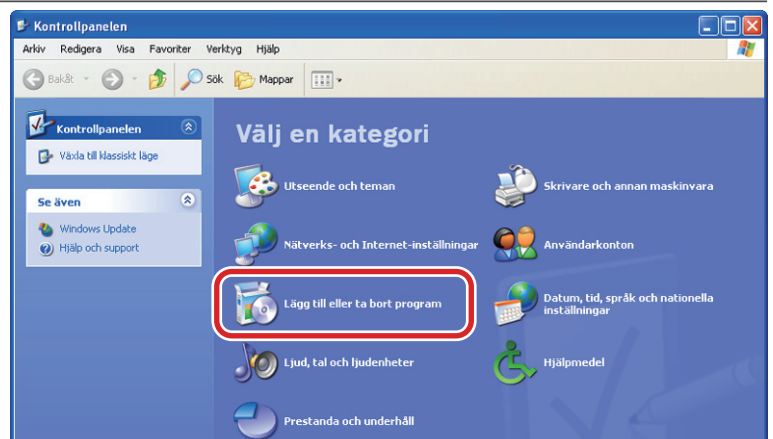 Kontrollpanelen
Arkiv Redigera Visa Favoriter Verktyg Hjälp
Bakåt Sök Mappar
Kontrollpanelen
Växla till klassiskt läge
Se även
Windows Update
Hjälp och support
Välj en kategori
Utseende och teman
Skrivare och annan maskinvara
Nätverks- och Internet-inställningar
Användarkonton
Lägg till eller ta bort program
Datum, tid, språk och nationella
inställningar
Ljud, tal och ljudenheter
Hjälpmedel
Prestanda och underhåll